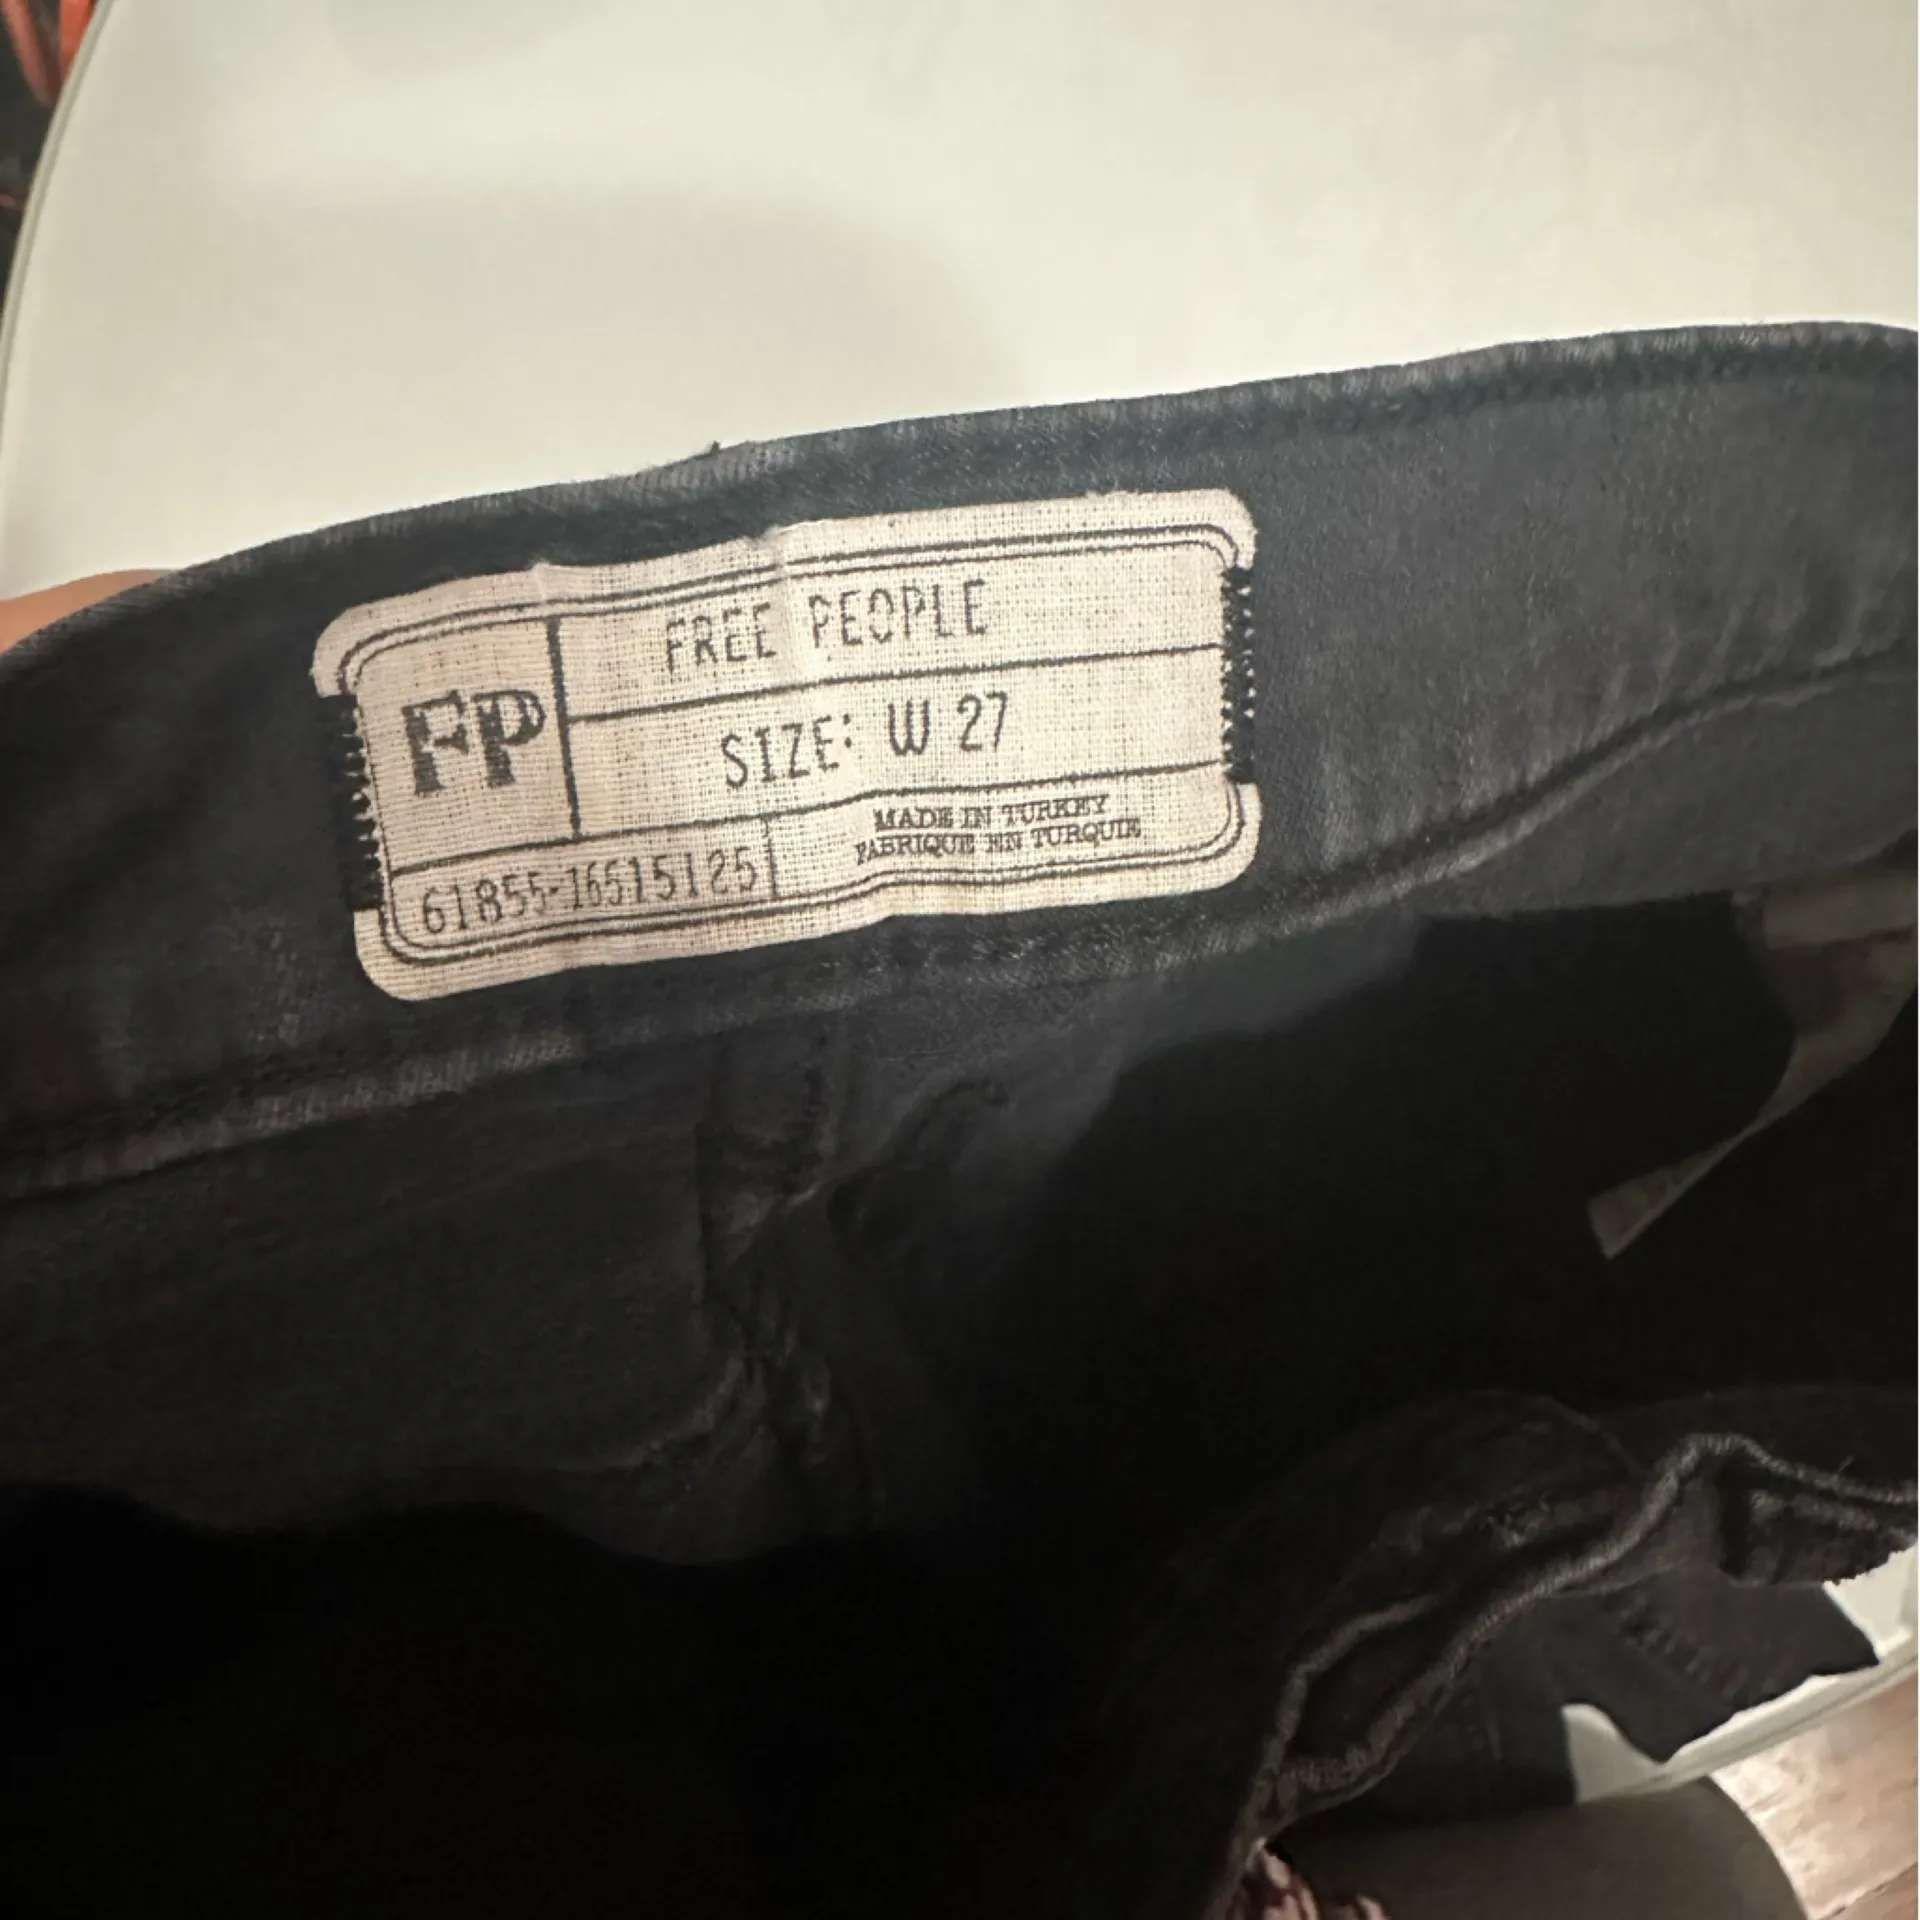 FREE PEOPLE
FP
SIZE: W 27
MADE IN TURKEY
FABRIQUE EN TURQUIE
61855-16515125